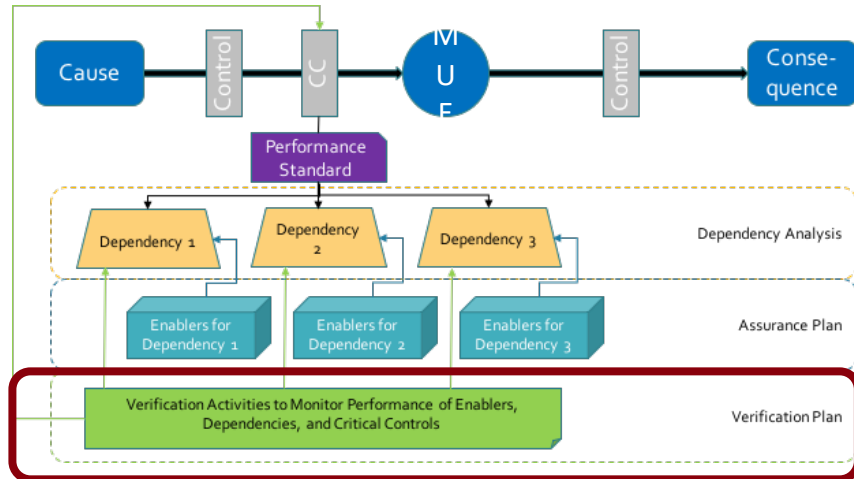 Cause
Control
CC
M
U
E
Control
Conse-
quence
Performance
Standard
Dependency 1
Dependency
2
Dependency 3
Dependency Analysis
Enablers for
Dependency 1
Enablers for
Dependency 2
Enablers for
Dependency 3
Assurance Plan
Verification Activities to Monitor Performance of Enablers,
Dependencies, and Critical Controls
Verification Plan